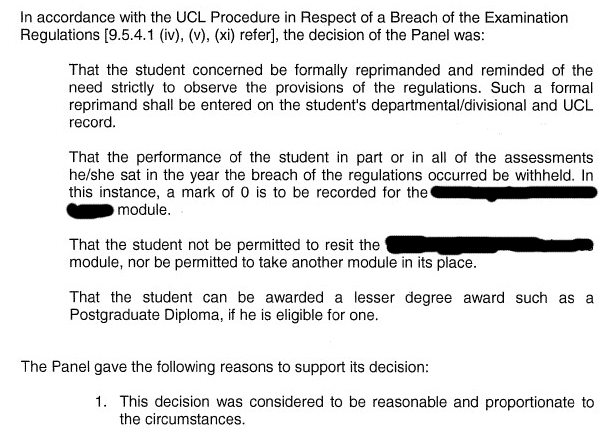 In accordance with the UCL Procedure in Respect of a Breach of the Examination
Regulations [9.5.4.1 (iv), (v), (xi) refer], the decision of the Panel was:
That the student concerned be formally reprimanded and reminded of the
need strictly to observe the provisions of the regulations. Such a formal
reprimand shall be entered on the student's departmental/divisional and UCL
record.
That the performance of the student in part or in all of the assessments
he/she sat in the year the breach of the regulations occurred be withheld. In
this instance, a mark of 0 is to be recorded for the
module.
That the student not be permitted to resit the
module, nor be permitted to take another module in its place.
That the student can be awarded a lesser degree award such as a
Postgraduate Diploma, if he is eligible for one.
The Panel gave the following reasons to support its decision:
1. This decision was considered to be reasonable and proportionate to
the circumstances.